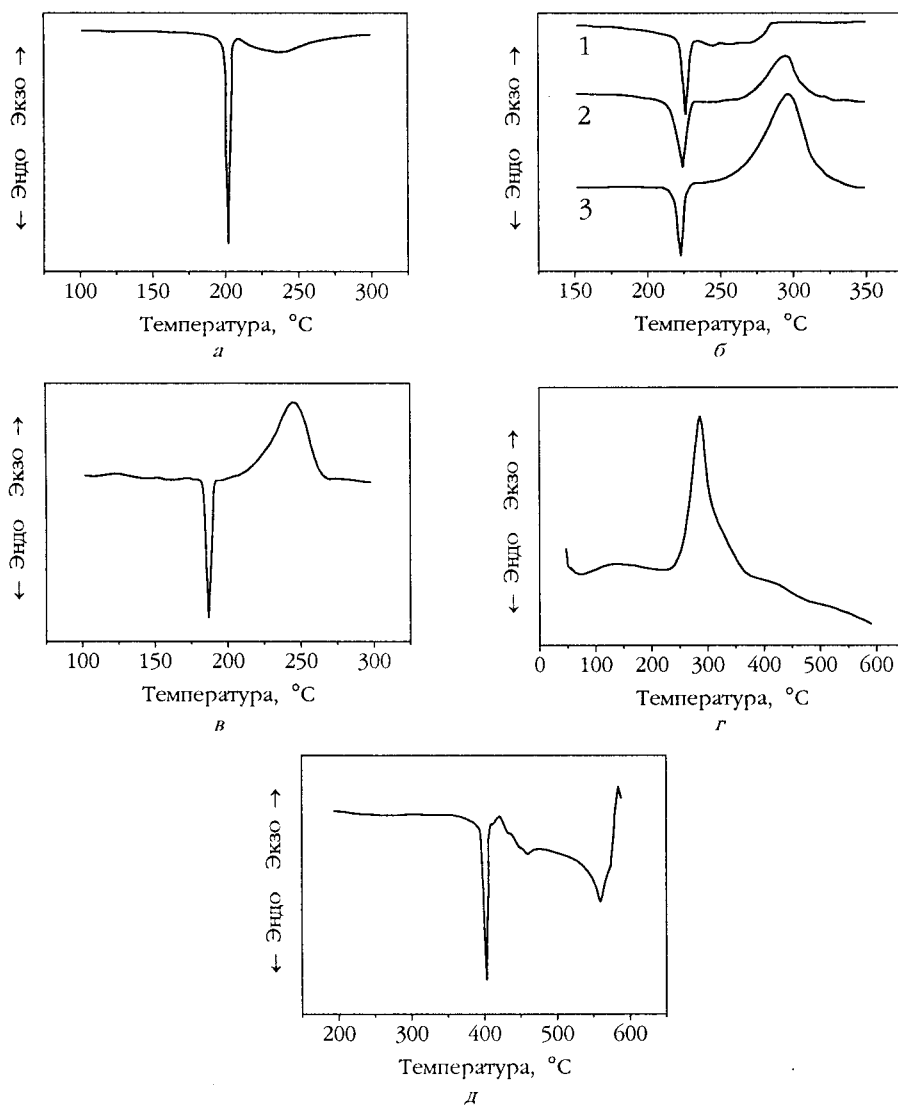 ← Эндо Экзо →
100 150 200 250 300
Температура, °C
а
← Эндо Экзо →
1
2
3
150 200 250 300 350
Температура, °C
б
← Эндо Экзо →
100 150 200 250 300
Температура, °C
в
← Эндо Экзо →
0 100 200 300 400 500 600
Температура, °C
г
← Эндо Экзо →
200 300 400 500 600
Температура, °C
д